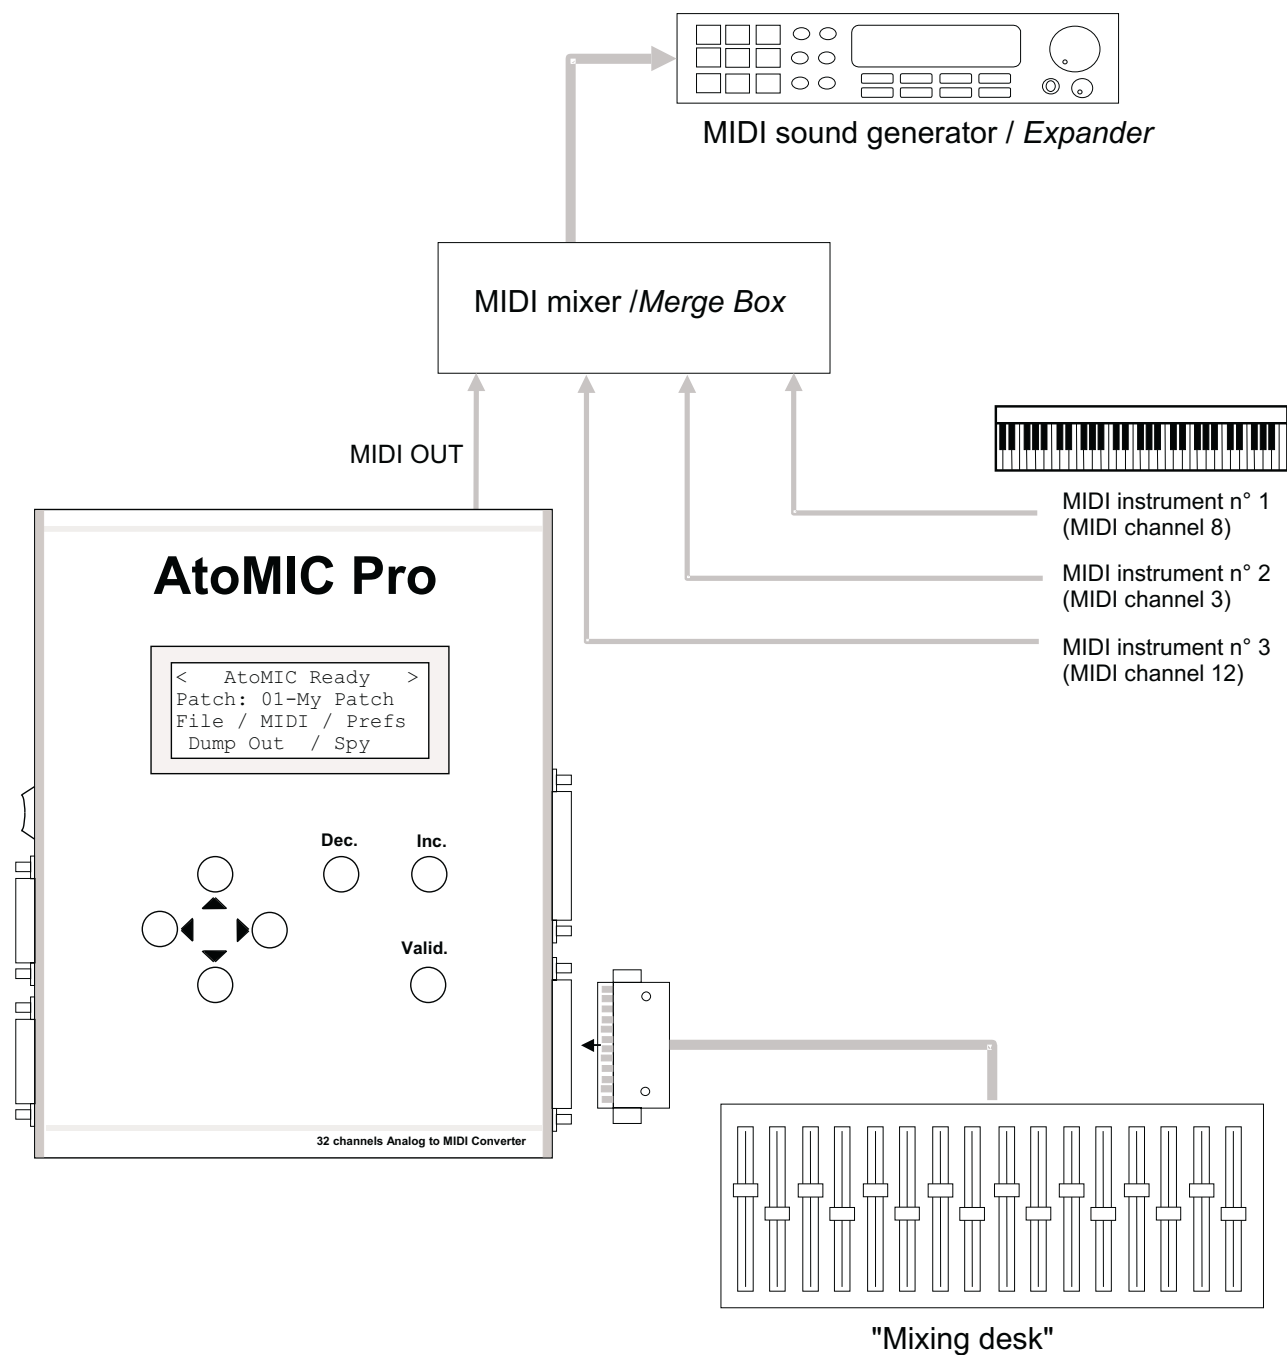 MIDI sound generator / Expander
MIDI mixer /Merge Box
MIDI OUT
MIDI instrument n° 1
(MIDI channel 8)
MIDI instrument n° 2
(MIDI channel 3)
MIDI instrument n° 3
(MIDI channel 12)
AtoMIC Pro
< AtoMIC Ready >
Patch: 01-My Patch
File / MIDI / Prefs
Dump Out / Spy
Dec. Inc.
Valid.
32 channels Analog to MIDI Converter
"Mixing desk"